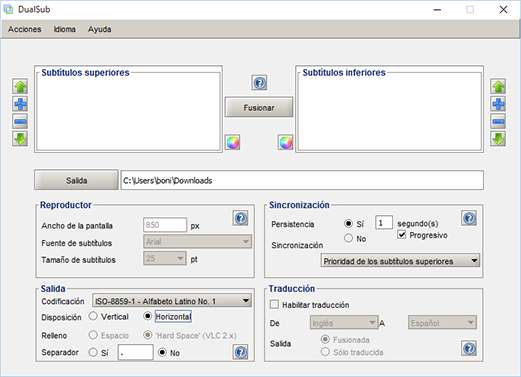 DualSub
Acciones Idioma Ayuda
Subtítulos superiores
Subtítulos inferiores
Fusionar
Salida C:\Users\boni\Downloads
Reproductor
Ancho de la pantalla 850 px
Fuente de subtítulos Arial
Tamaño de subtítulos 25 pt
Sincronización
Persistencia Sí 1 segundo(s)
No Progresivo
Sincronización
Prioridad de los subtítulos superiores
Salida
Codificación ISO-8859-1 - Alfabeto Latino No. 1
Disposición Vertical Horizontal
Relleno Espacio 'Hard Space' (VLC 2.x)
Separador Sí . No
Traducción
Habilitar traducción
De Inglés A Español
Salida Fusionada
Sólo traducida